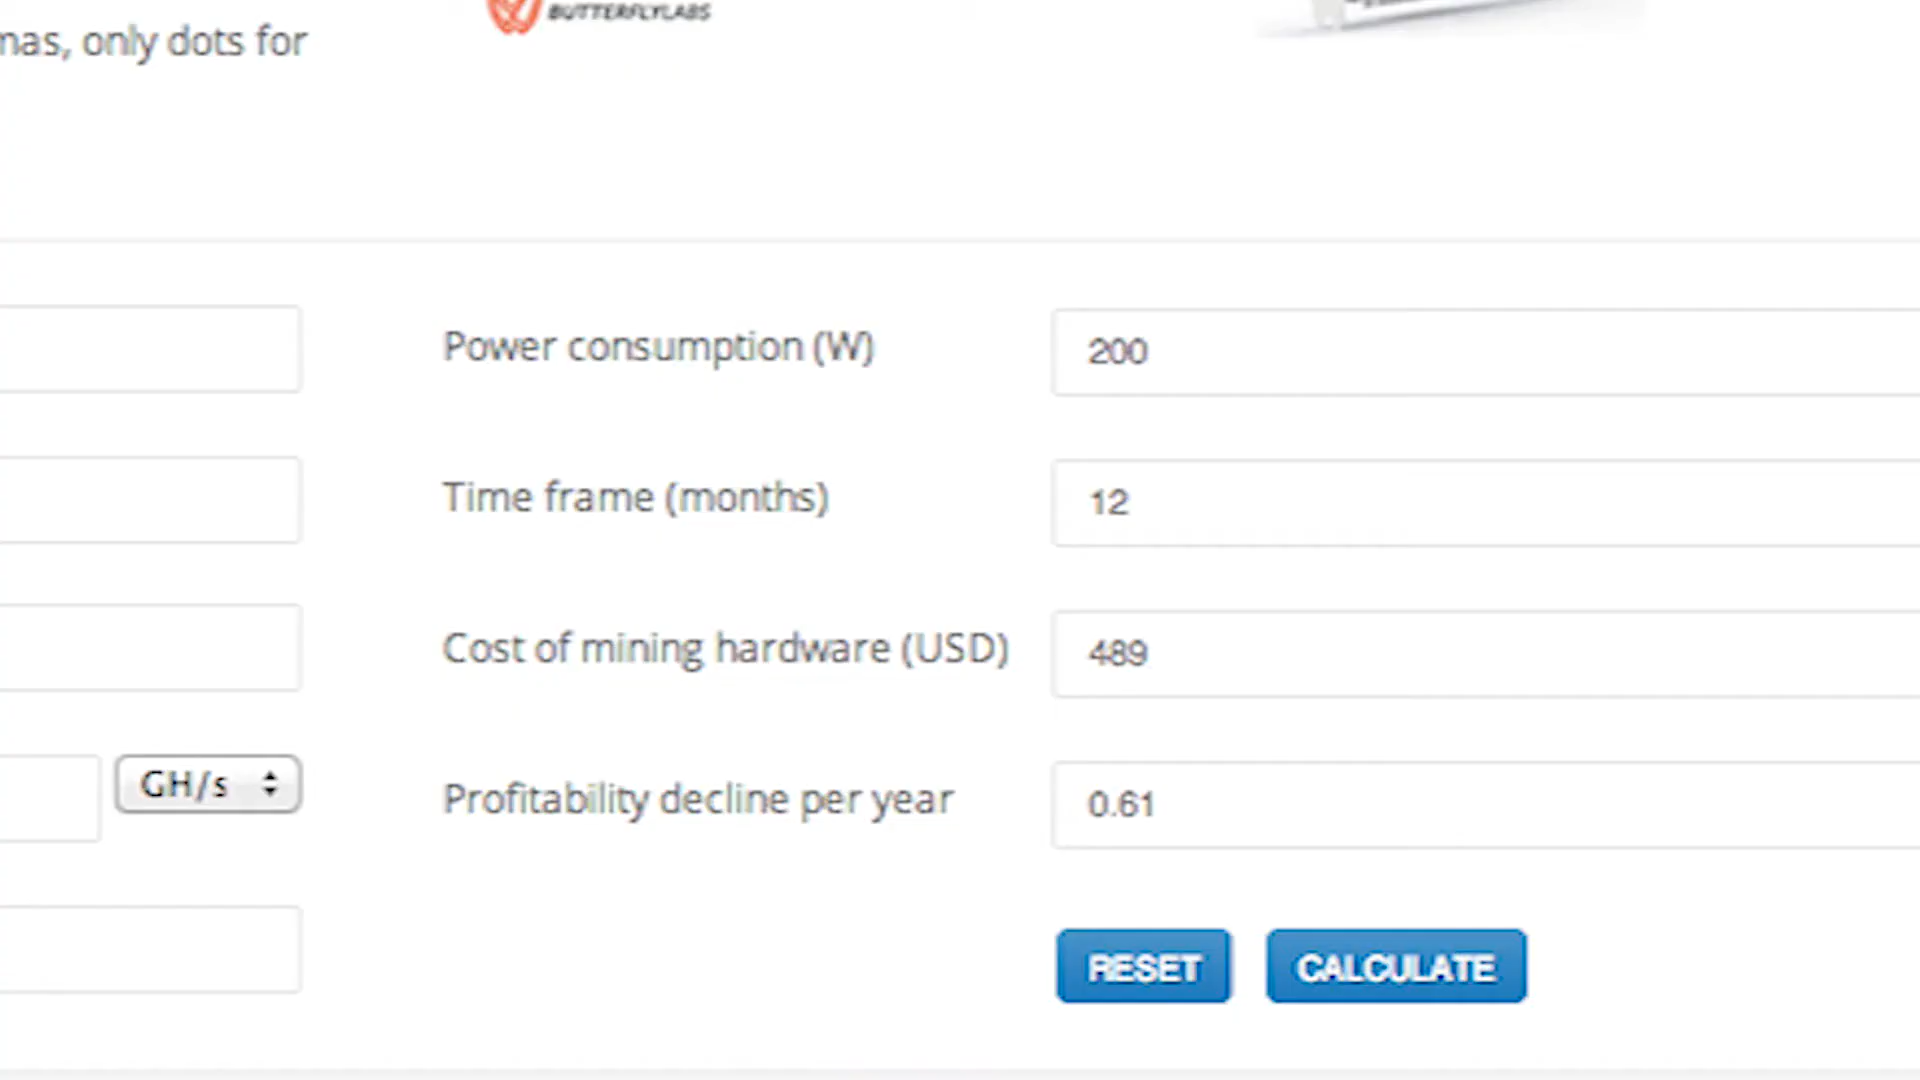 mas, only dots for
BUTTERFLYLABS
Power consumption (W)
200
Time frame (months)
12
Cost of mining hardware (USD)
489
GH/s
Profitability decline per year
0.61
RESET
CALCULATE